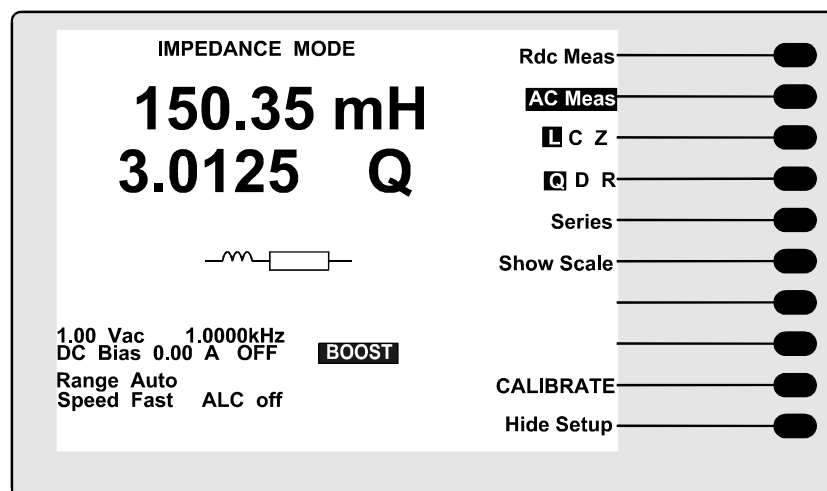 IMPEDANCE MODE
150.35 mH
3.0125 Q
1.00 Vac 1.0000kHz
DC Bias 0.00 A OFF BOOST
Range Auto
Speed Fast ALC off
Rdc Meas
AC Meas
L C Z
Q D R
Series
Show Scale
CALIBRATE
Hide Setup